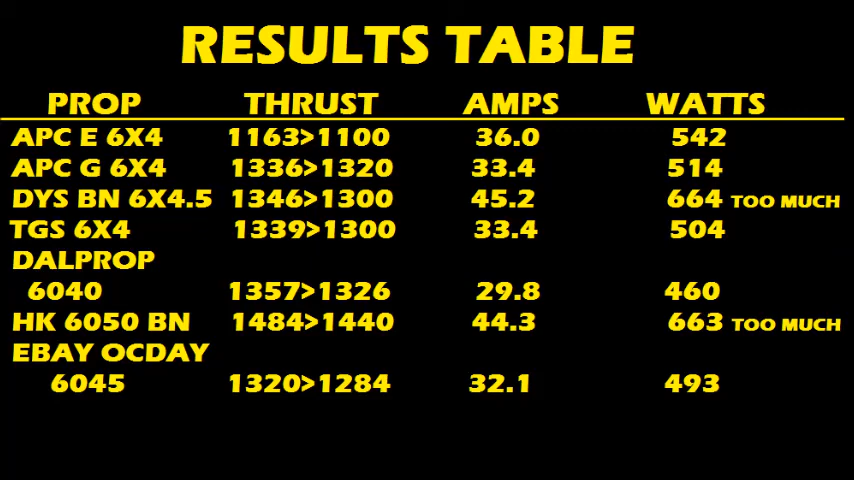 RESULTS TABLE
PROP THRUST AMPS WATTS
APC E 6X4 1163>1100 36.0 542
APC G 6X4 1336>1320 33.4 514
DYS BN 6X4.5 1346>1300 45.2 664 TOO MUCH
TGS 6X4 1339>1300 33.4 504
DALPROP
6040 1357>1326 29.8 460
HK 6050 BN 1484>1440 44.3 663 TOO MUCH
EBAY OCDAY
6045 1320>1284 32.1 493